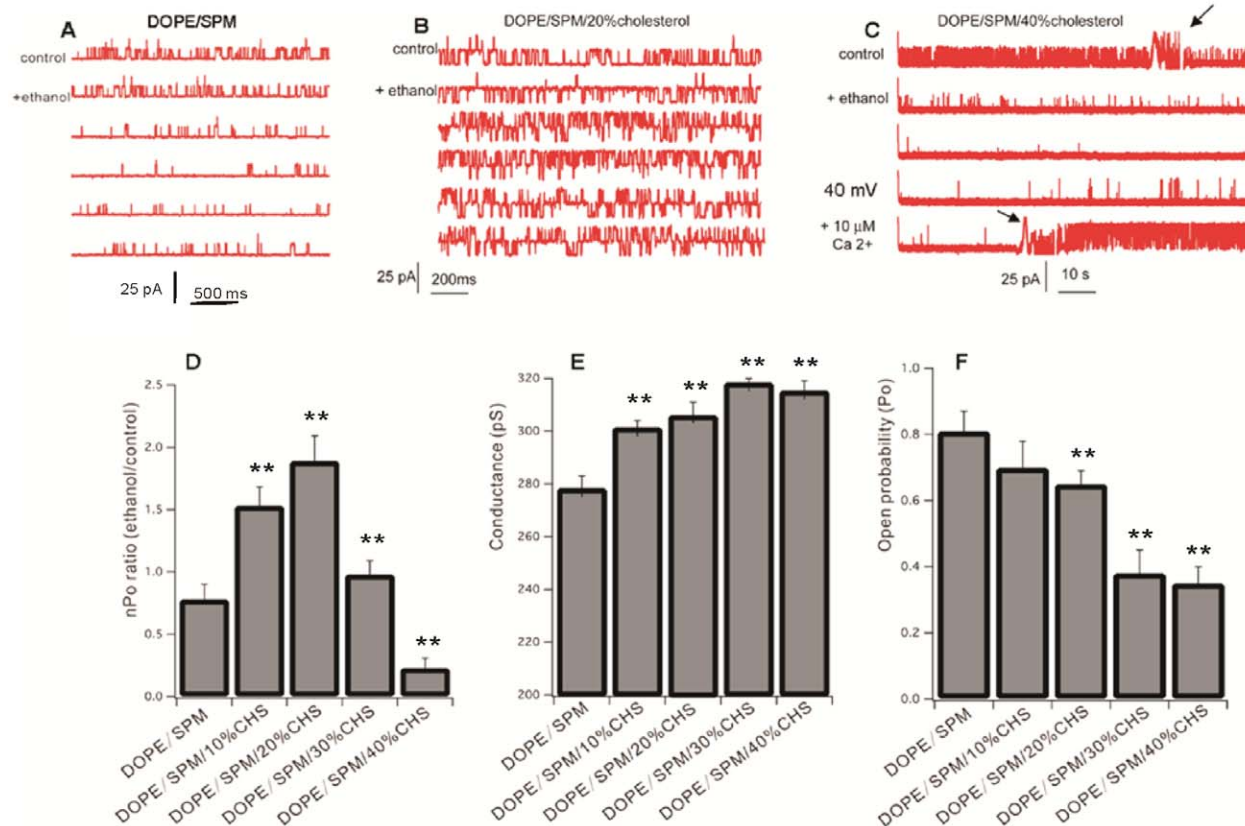 A
DOPE/SPM
control
+ethanol
25 pA
500 ms
B
DOPE/SPM/20%cholesterol
control
+ ethanol
25 pA
200ms
C
DOPE/SPM/40%cholesterol
control
+ ethanol
40 mV
+ 10 µM
Ca 2+
25 pA
10 s
D
nPo ratio (ethanol/control)
2.5
2.0
1.5
1.0
0.5
0.0
**
**
**
**
DOPE/SPM
DOPE/SPM/10%CHS
DOPE/SPM/20%CHS
DOPE/SPM/30%CHS
DOPE/SPM/40%CHS
E
Conductance (pS)
320
300
280
260
240
220
200
**
**
**
**
DOPE/SPM
DOPE/SPM/10%CHS
DOPE/SPM/20%CHS
DOPE/SPM/30%CHS
DOPE/SPM/40%CHS
F
Open probability (Po)
1.0
0.8
0.6
0.4
0.2
0.0
**
**
**
DOPE/SPM
DOPE/SPM/10%CHS
DOPE/SPM/20%CHS
DOPE/SPM/30%CHS
DOPE/SPM/40%CHS